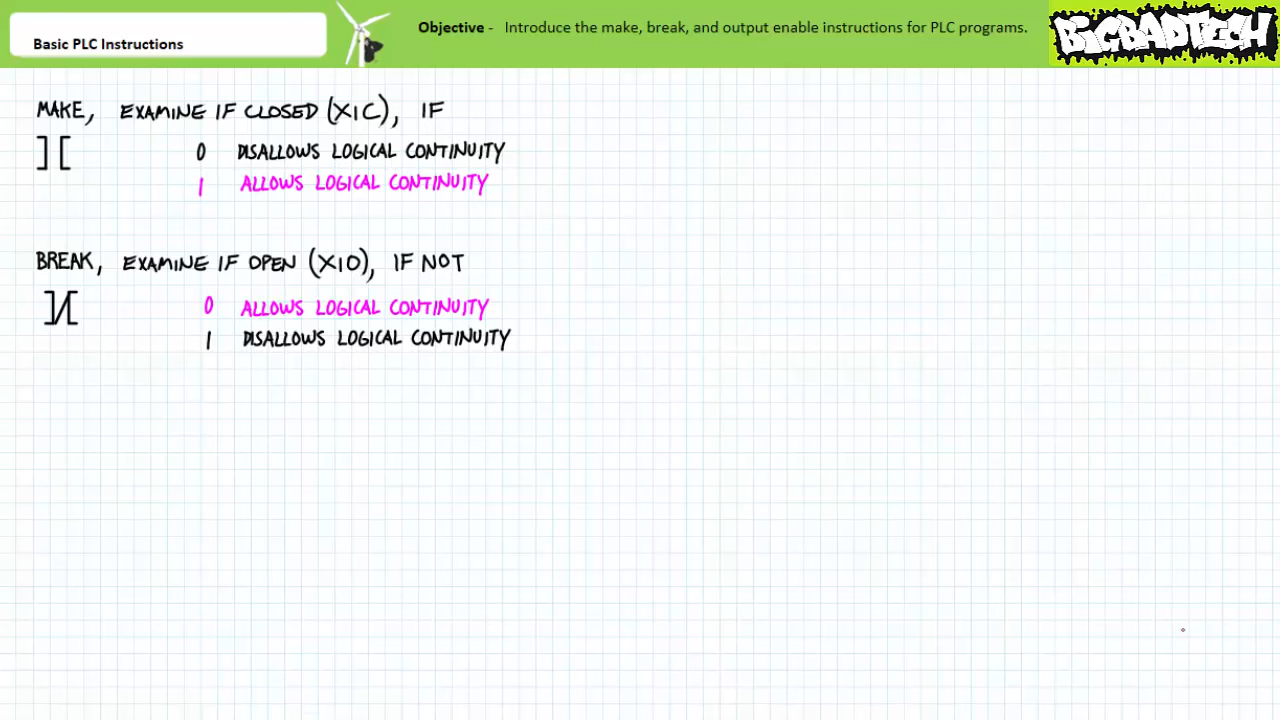 Basic PLC Instructions
Objective - Introduce the make, break, and output enable instructions for PLC programs.
BIGBADTECH
MAKE, EXAMINE IF CLOSED (XIC), IF
] [ 0 DISALLOWS LOGICAL CONTINUITY
1 ALLOWS LOGICAL CONTINUITY
BREAK, EXAMINE IF OPEN (XIO), IF NOT
]/[ 0 ALLOWS LOGICAL CONTINUITY
1 DISALLOWS LOGICAL CONTINUITY